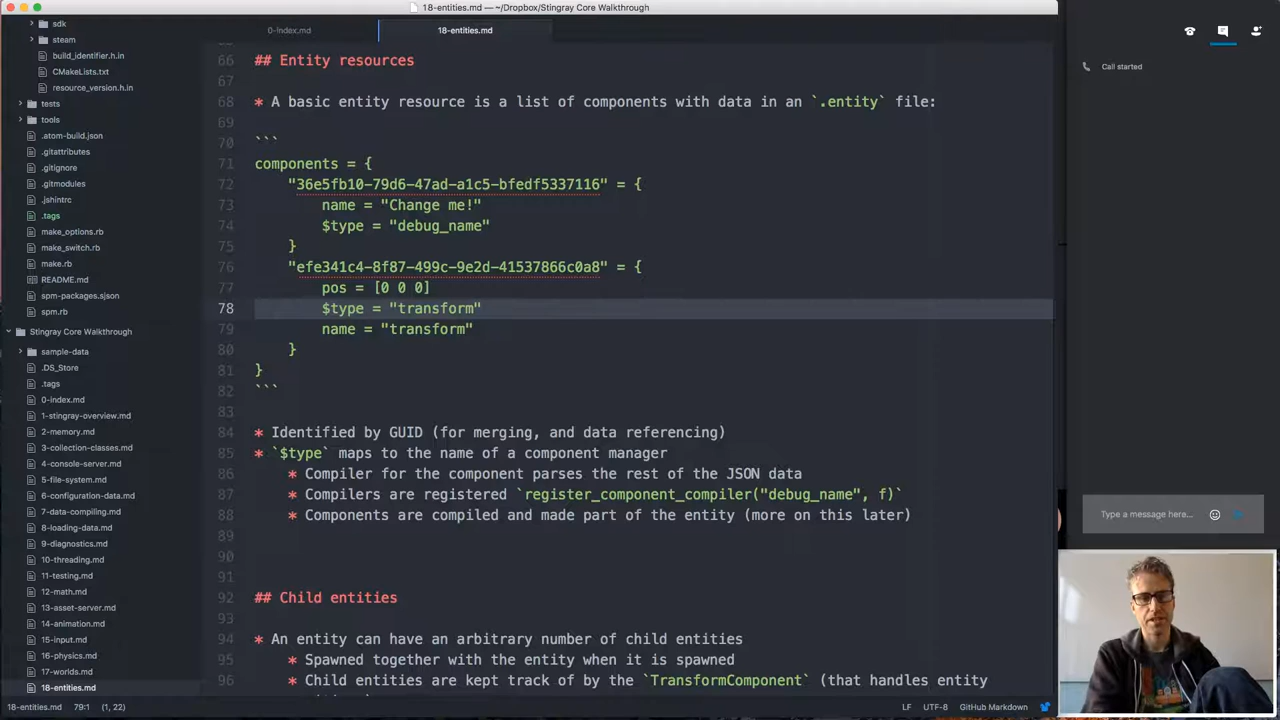 18-entities.md — ~/Dropbox/Stingray Core Walkthrough
0-index.md
18-entities.md
sdk
steam
build_identifier.h.in
CMakeLists.txt
resource_version.h.in
tests
tools
.atom-build.json
.gitattributes
.gitignore
.gitmodules
.jshintrc
.tags
make_options.rb
make_switch.rb
make.rb
README.md
spm-packages.sjson
spm.rb
Stingray Core Walkthrough
sample-data
.DS_Store
.tags
0-index.md
1-stingray-overview.md
2-memory.md
3-collection-classes.md
4-console-server.md
5-file-system.md
6-configuration-data.md
7-data-compiling.md
8-loading-data.md
9-diagnostics.md
10-threading.md
11-testing.md
12-math.md
13-asset-server.md
14-animation.md
15-input.md
16-physics.md
17-worlds.md
18-entities.md
66 ## Entity resources
67
68 * A basic entity resource is a list of components with data in an `.entity` file:
69
70 ```
71 components = {
72 "36e5fb10-79d6-47ad-a1c5-bfedf5337116" = {
73 name = "Change me!"
74 $type = "debug_name"
75 }
76 "efe341c4-8f87-499c-9e2d-41537866c0a8" = {
77 pos = [0 0 0]
78 $type = "transform"
79 name = "transform"
80 }
81 }
82 ```
83
84 * Identified by GUID (for merging, and data referencing)
85 * `$type` maps to the name of a component manager
86 * Compiler for the component parses the rest of the JSON data
87 * Compilers are registered `register_component_compiler("debug_name", f)`
88 * Components are compiled and made part of the entity (more on this later)
89
90
91
92 ## Child entities
93
94 * An entity can have an arbitrary number of child entities
95 * Spawned together with the entity when it is spawned
96 * Child entities are kept track of by the `TransformComponent` (that handles entity
18-entities.md 79:1 (1, 22)
LF UTF-8 GitHub Markdown
Call started
Type a message here...